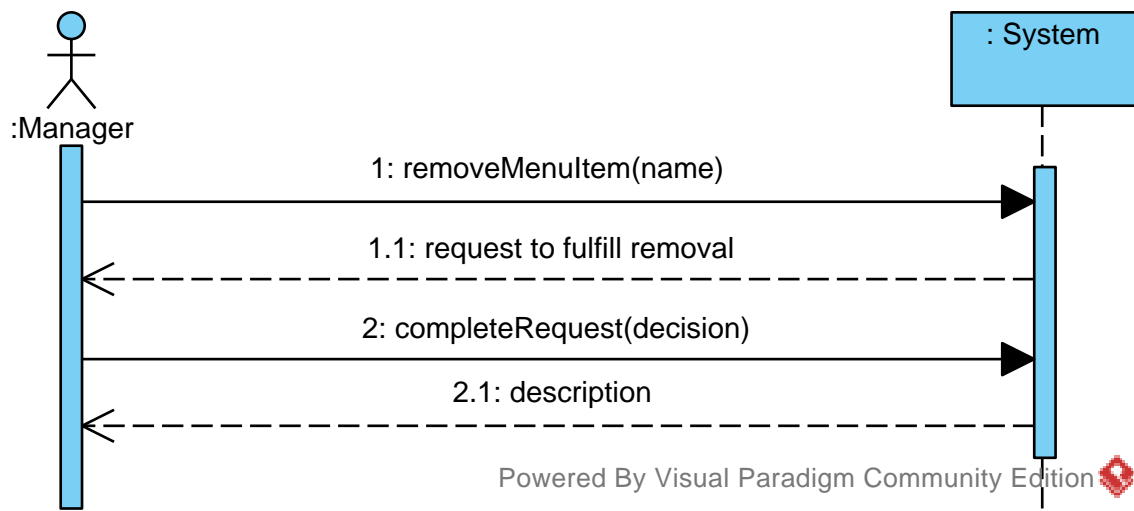 : System
:Manager
1: removeMenuItem(name)
1.1: request to fulfill removal
2: completeRequest(decision)
2.1: description
Powered By Visual Paradigm Community Edition